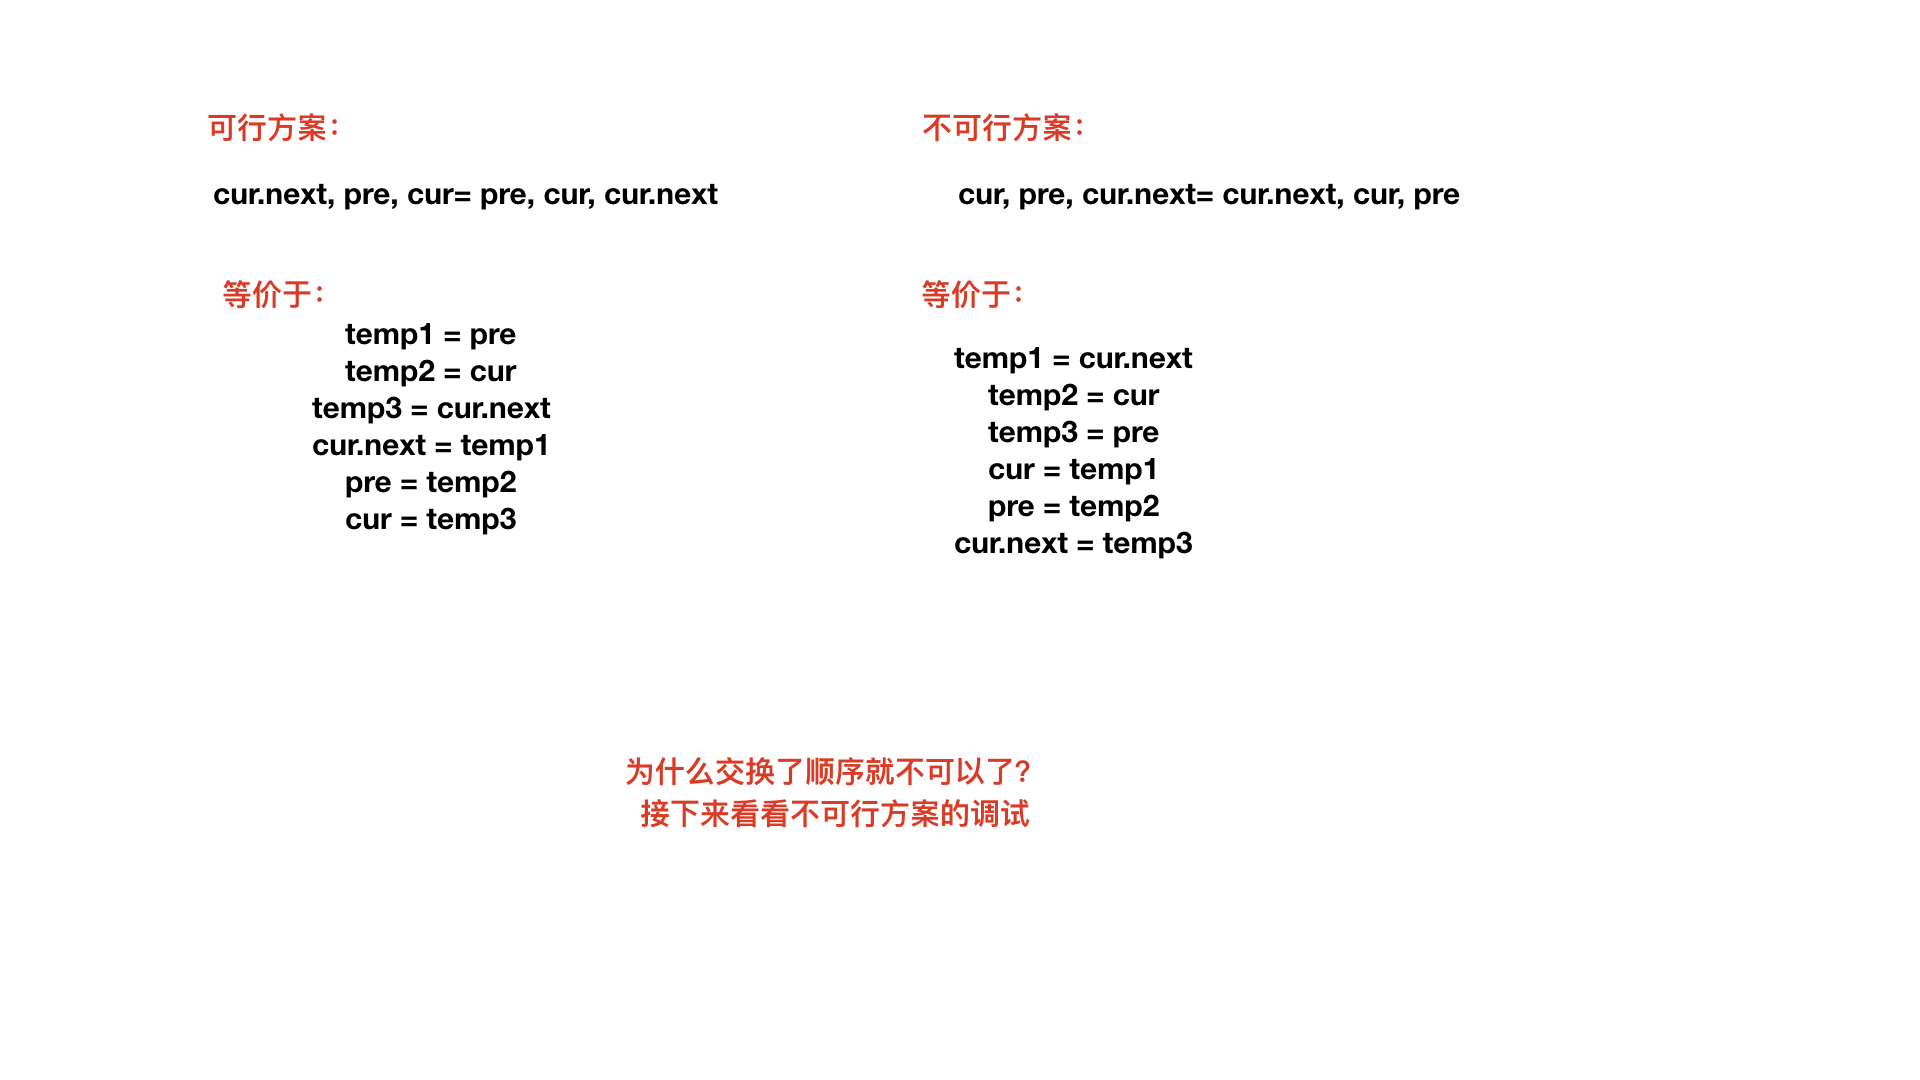 可行方案：
cur.next, pre, cur= pre, cur, cur.next
等价于：
temp1 = pre
temp2 = cur
temp3 = cur.next
cur.next = temp1
pre = temp2
cur = temp3
不可行方案：
cur, pre, cur.next= cur.next, cur, pre
等价于：
temp1 = cur.next
temp2 = cur
temp3 = pre
cur = temp1
pre = temp2
cur.next = temp3
为什么交换了顺序就不可以了？
接下来看看不可行方案的调试